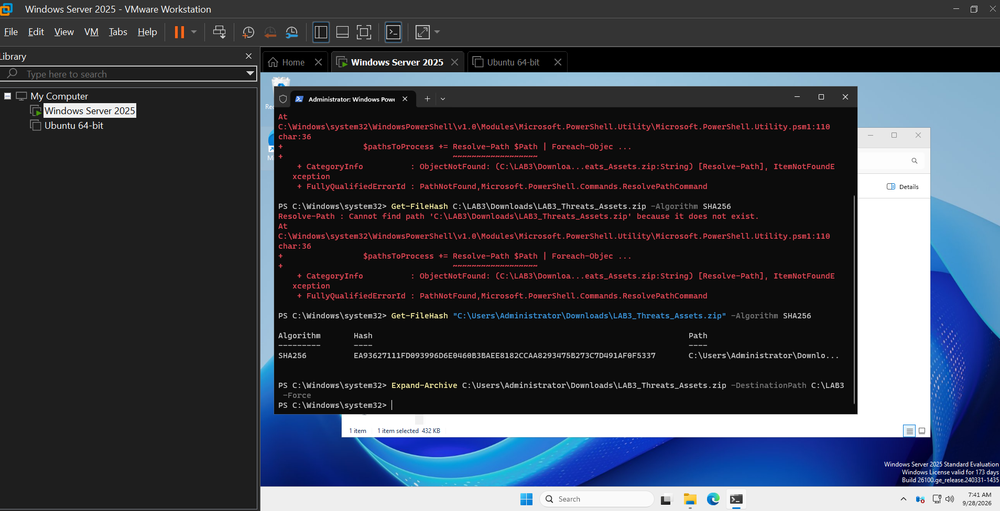 Windows Server 2025 - VMware Workstation
File Edit View VM Tabs Help
Library
Type here to search
My Computer
Windows Server 2025
Ubuntu 64-bit
Home
Windows Server 2025
Ubuntu 64-bit
Administrator: Windows Powe
At
C:\Windows\system32\WindowsPowerShell\v1.0\Modules\Microsoft.PowerShell.Utility\Microsoft.PowerShell.Utility.psm1:110
char:36
+                 $pathsToProcess += Resolve-Path $Path | Foreach-Objec ...
+                                    ~~~~~~~~~~~~~~~~~~
    + CategoryInfo          : ObjectNotFound: (C:\LAB3\Downloa...eats_Assets.zip:String) [Resolve-Path], ItemNotFoundE
   xception
    + FullyQualifiedErrorId : PathNotFound,Microsoft.PowerShell.Commands.ResolvePathCommand
PS C:\Windows\system32> Get-FileHash C:\LAB3\Downloads\LAB3_Threats_Assets.zip -Algorithm SHA256
Resolve-Path : Cannot find path 'C:\LAB3\Downloads\LAB3_Threats_Assets.zip' because it does not exist.
At
C:\Windows\system32\WindowsPowerShell\v1.0\Modules\Microsoft.PowerShell.Utility\Microsoft.PowerShell.Utility.psm1:110
char:36
+                 $pathsToProcess += Resolve-Path $Path | Foreach-Objec ...
+                                    ~~~~~~~~~~~~~~~~~~
    + CategoryInfo          : ObjectNotFound: (C:\LAB3\Downloa...eats_Assets.zip:String) [Resolve-Path], ItemNotFoundE
   xception
    + FullyQualifiedErrorId : PathNotFound,Microsoft.PowerShell.Commands.ResolvePathCommand
PS C:\Windows\system32> Get-FileHash "C:\Users\Administrator\Downloads\LAB3_Threats_Assets.zip" -Algorithm SHA256
Algorithm       Hash                                                                   Path
---------       ----                                                                   ----
SHA256          EA93627111FD093996D6E0460B3BAEE8182CCAA8293475B273C7D491AF0F5337       C:\Users\Administrator\Downlo...
PS C:\Windows\system32> Expand-Archive C:\Users\Administrator\Downloads\LAB3_Threats_Assets.zip -DestinationPath C:\LAB3
 -Force
PS C:\Windows\system32>
Details
1 item 1 item selected 432 KB
Windows Server 2025 Standard Evaluation
Windows License valid for 173 days
Build 26100.ge_release.240331-1435
Search
7:41 AM
9/28/2026